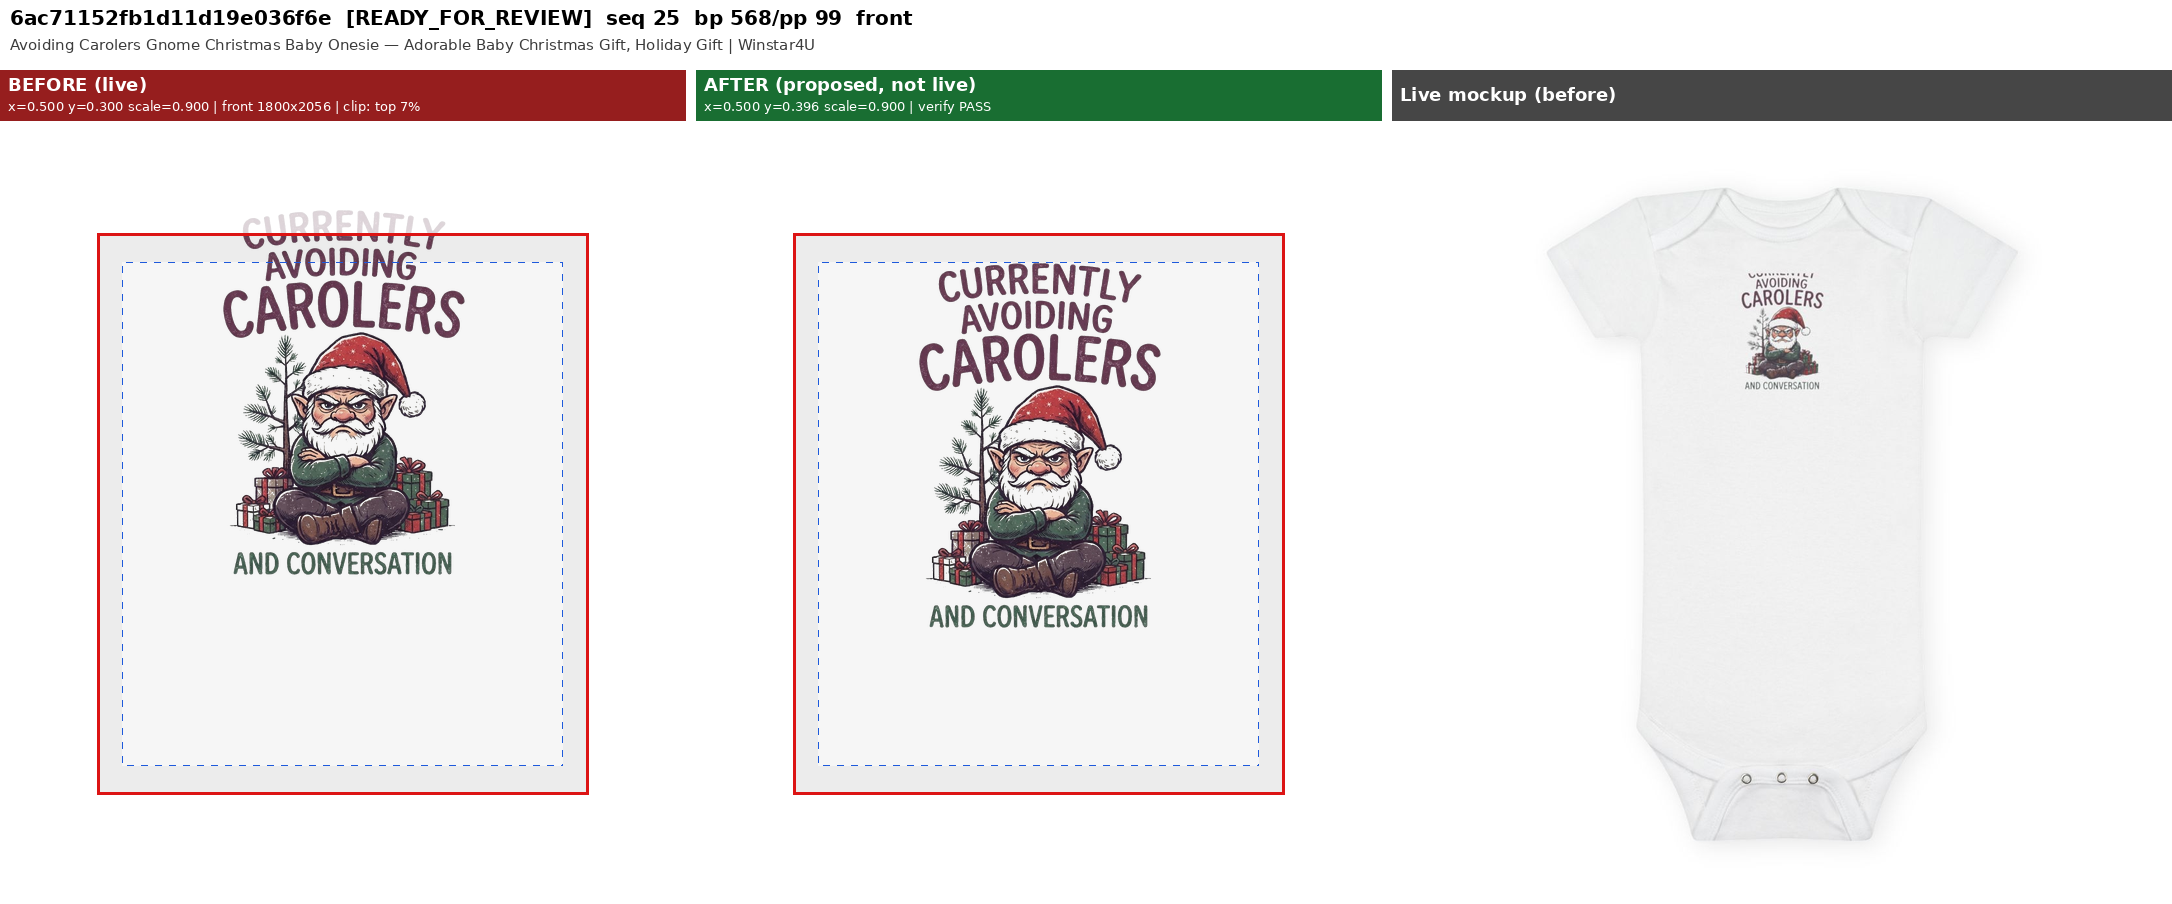 6ac71152fb1d11d19e036f6e [READY_FOR_REVIEW] seq 25 bp 568/pp 99 front
Avoiding Carolers Gnome Christmas Baby Onesie — Adorable Baby Christmas Gift, Holiday Gift | Winstar4U
BEFORE (live)
x=0.500 y=0.300 scale=0.900 | front 1800x2056 | clip: top 7%
AFTER (proposed, not live)
x=0.500 y=0.396 scale=0.900 | verify PASS
Live mockup (before)
CURRENTLY
AVOIDING
CAROLERS
AND CONVERSATION
CURRENTLY
AVOIDING
CAROLERS
AND CONVERSATION
CURRENTLY
AVOIDING
CAROLERS
AND CONVERSATION